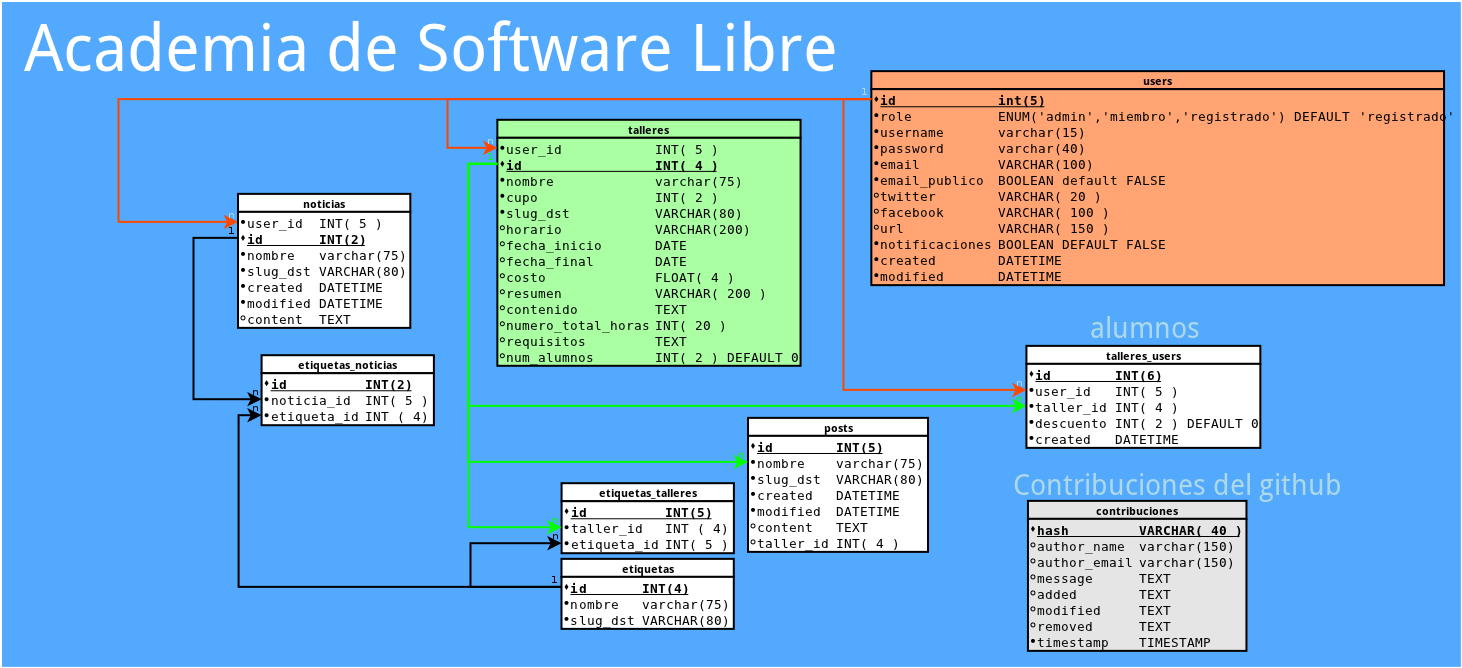 Academia de Software Libre
users
id int(5)
role ENUM('admin','miembro','registrado') DEFAULT 'registrado'
username varchar(15)
password varchar(40)
email VARCHAR(100)
email_publico BOOLEAN default FALSE
twitter VARCHAR( 20 )
facebook VARCHAR( 100 )
url VARCHAR( 150 )
notificaciones BOOLEAN DEFAULT FALSE
created DATETIME
modified DATETIME
1
talleres
user_id INT( 5 )
id INT( 4 )
nombre varchar(75)
cupo INT( 2 )
slug_dst VARCHAR(80)
horario VARCHAR(200)
fecha_inicio DATE
fecha_final DATE
costo FLOAT( 4 )
resumen VARCHAR( 200 )
contenido TEXT
numero_total_horas INT( 20 )
requisitos TEXT
num_alumnos INT( 2 ) DEFAULT 0
n
noticias
user_id INT( 5 )
id INT(2)
nombre varchar(75)
slug_dst VARCHAR(80)
created DATETIME
modified DATETIME
content TEXT
n
1
etiquetas_noticias
id INT(2)
noticia_id INT( 5 )
etiqueta_id INT ( 4)
n
n
alumnos
talleres_users
id INT(6)
user_id INT( 5 )
taller_id INT( 4 )
descuento INT( 2 ) DEFAULT 0
created DATETIME
n
posts
id INT(5)
nombre varchar(75)
slug_dst VARCHAR(80)
created DATETIME
modified DATETIME
content TEXT
taller_id INT( 4 )
etiquetas_talleres
id INT(5)
taller_id INT ( 4)
etiqueta_id INT( 5 )
n
etiquetas
id INT(4)
nombre varchar(75)
slug_dst VARCHAR(80)
1
Contribuciones del github
contribuciones
hash VARCHAR( 40 )
author_name varchar(150)
author_email varchar(150)
message TEXT
added TEXT
modified TEXT
removed TEXT
timestamp TIMESTAMP